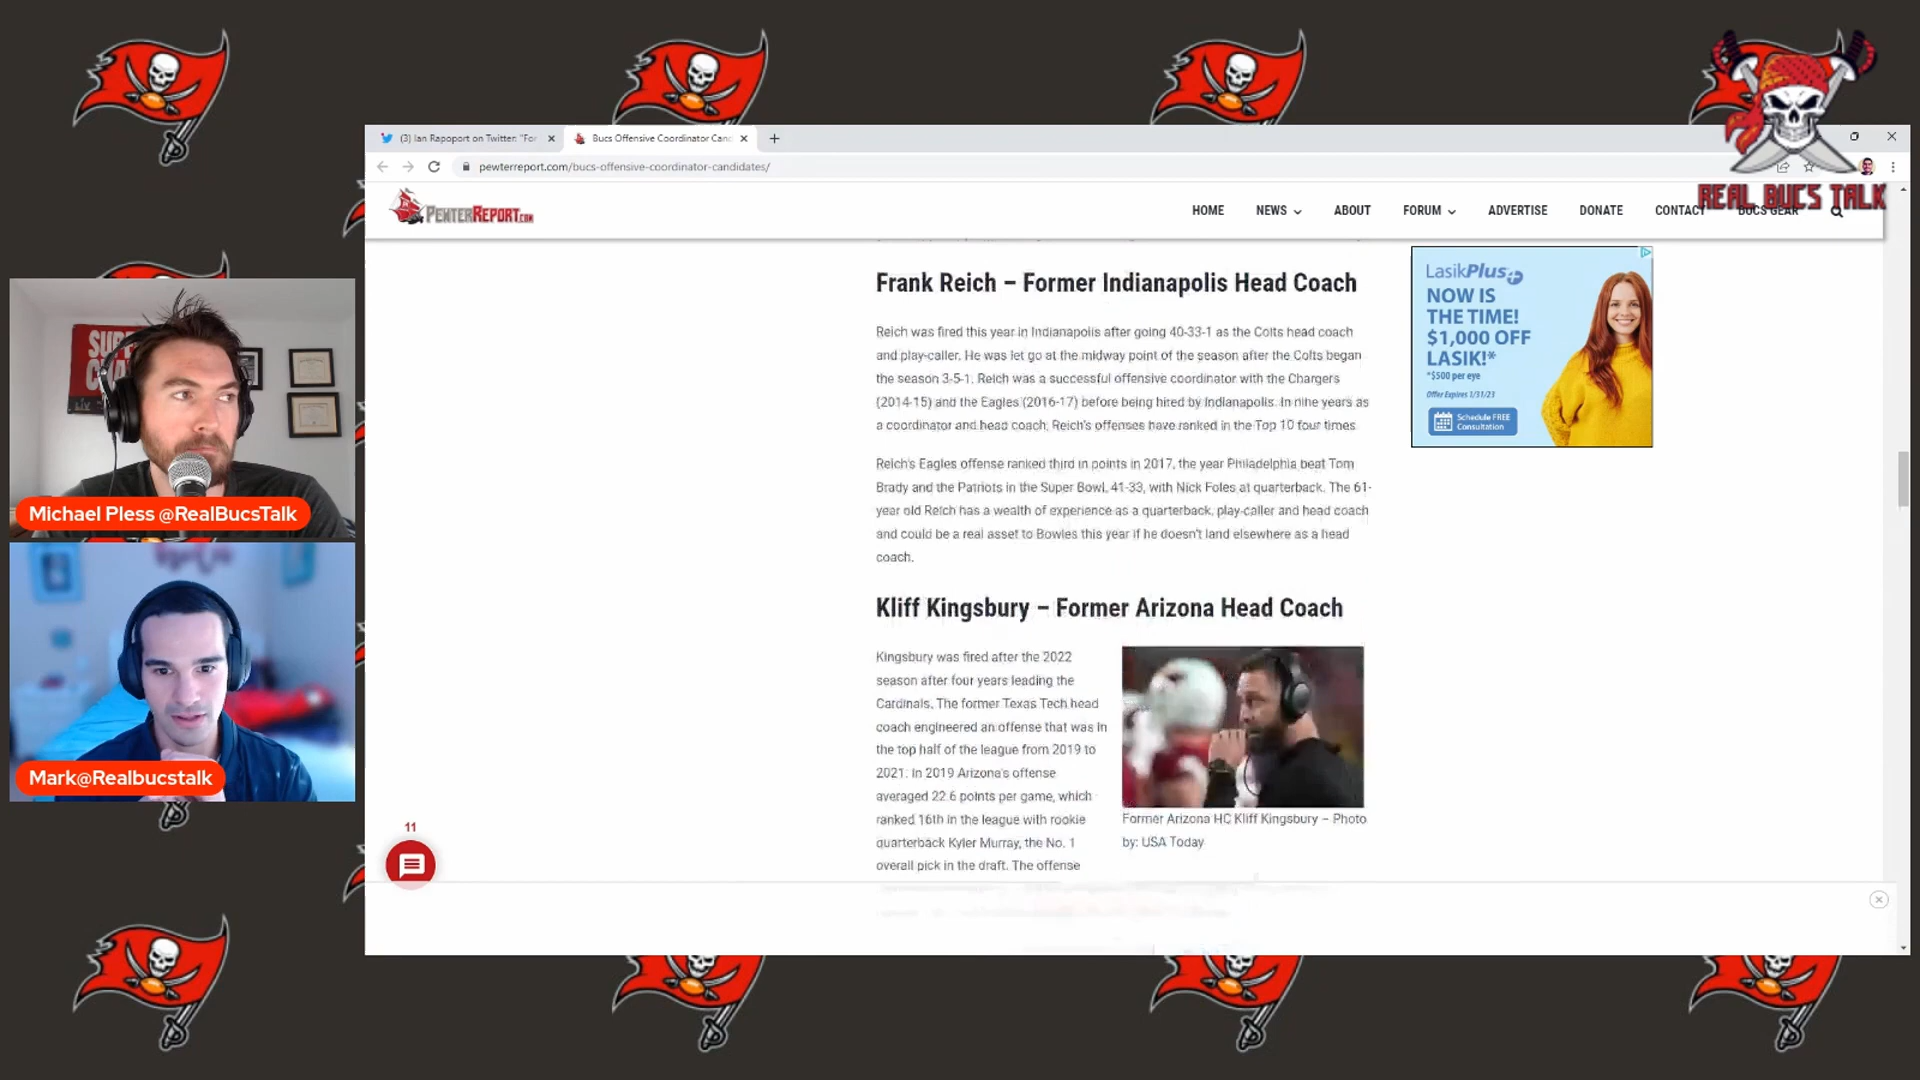 REAL BUCS TALK
(3) Ian Rapoport on Twitter: "For
Bucs Offensive Coordinator Canc
pewterreport.com/bucs-offensive-coordinator-candidates/
PEWTERREPORT.COM
HOME
NEWS
ABOUT
FORUM
ADVERTISE
DONATE
CONTACT
BUCS GEAR
Frank Reich – Former Indianapolis Head Coach
Reich was fired this year in Indianapolis after going 40-33-1 as the Colts head coach
and play-caller. He was let go at the midway point of the season after the Colts began
the season 3-5-1. Reich was a successful offensive coordinator with the Chargers
(2014-15) and the Eagles (2016-17) before being hired by Indianapolis. In nine years as
a coordinator and head coach, Reich's offenses have ranked in the Top 10 four times.
Reich's Eagles offense ranked third in points in 2017, the year Philadelphia beat Tom
Brady and the Patriots in the Super Bowl, 41-33, with Nick Foles at quarterback. The 61-
year old Reich has a wealth of experience as a quarterback, play-caller and head coach
and could be a real asset to Bowles this year if he doesn't land elsewhere as a head
coach.
Kliff Kingsbury – Former Arizona Head Coach
Kingsbury was fired after the 2022
season after four years leading the
Cardinals. The former Texas Tech head
coach engineered an offense that was in
the top half of the league from 2019 to
2021. In 2019 Arizona's offense
averaged 22.6 points per game, which
ranked 16th in the league with rookie
quarterback Kyler Murray, the No. 1
overall pick in the draft. The offense
Former Arizona HC Kliff Kingsbury – Photo
by: USA Today
LasikPlus
NOW IS
THE TIME!
$1,000 OFF
LASIK!*
*$500 per eye
Offer Expires 1/31/23
Schedule FREE
Consultation
Michael Pless @RealBucsTalk
Mark@Realbucstalk
11